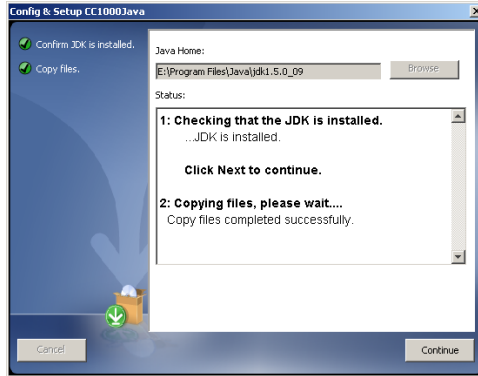 Config & Setup CC1000Java
Confirm JDK is installed.
Copy files.
Java Home:
E:\Program Files\Java\jdk1.5.0_09
Browse
Status:
1: Checking that the JDK is installed.
...JDK is installed.
Click Next to continue.
2: Copying files, please wait....
Copy files completed successfully.
Cancel
Continue